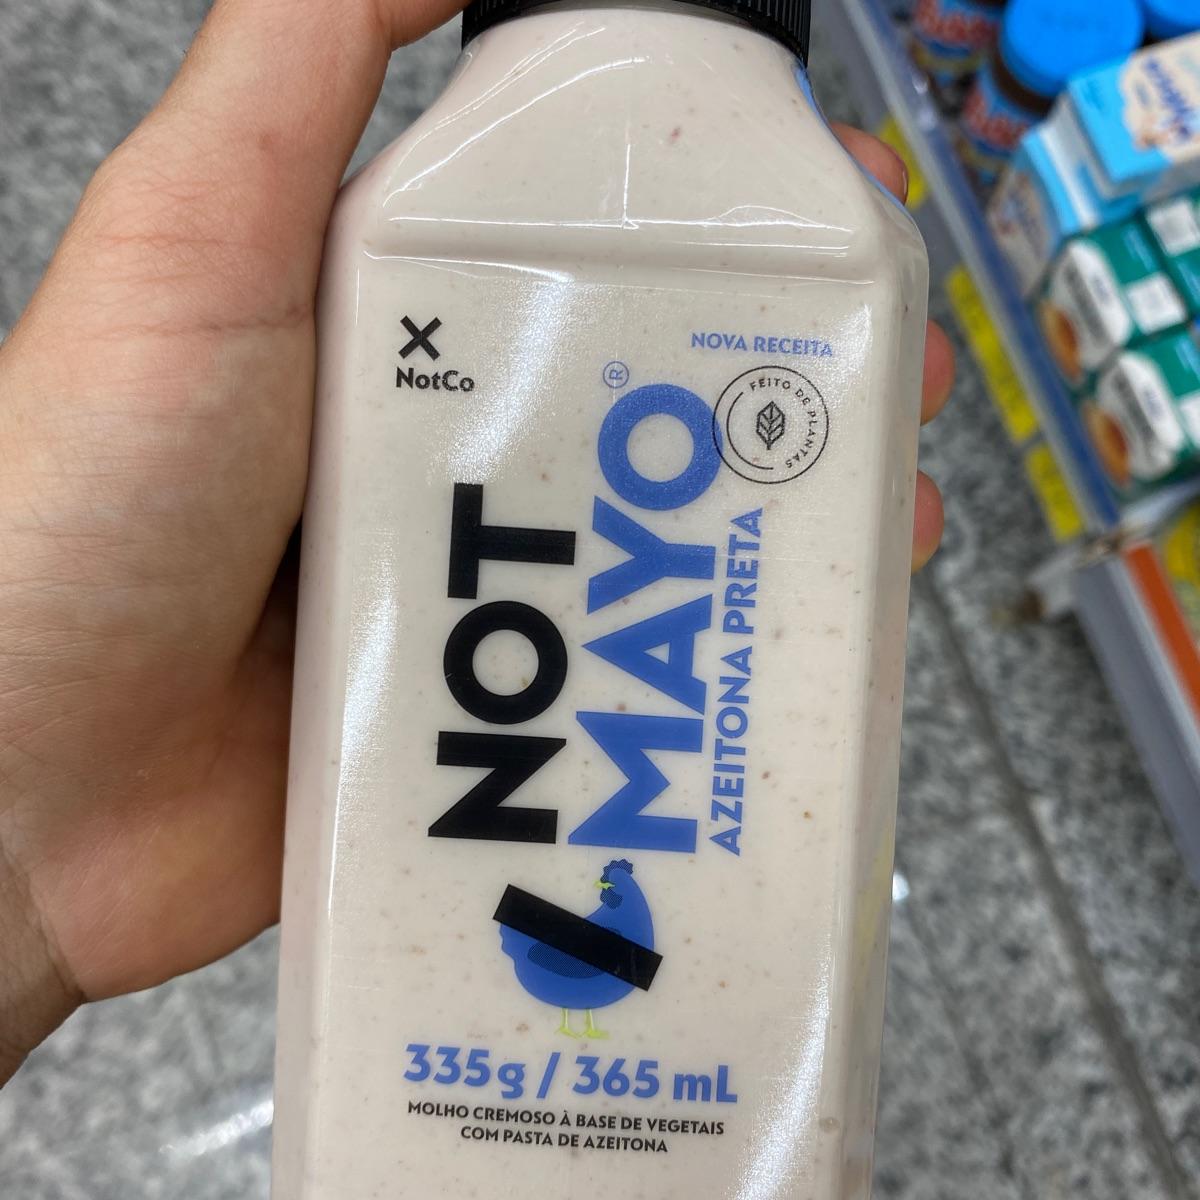 NotCo
NOVA RECEITA
FEITO DE PLANTAS
NOT
MAYO®
AZEITONA PRETA
335g / 365 mL
MOLHO CREMOSO À BASE DE VEGETAIS
COM PASTA DE AZEITONA